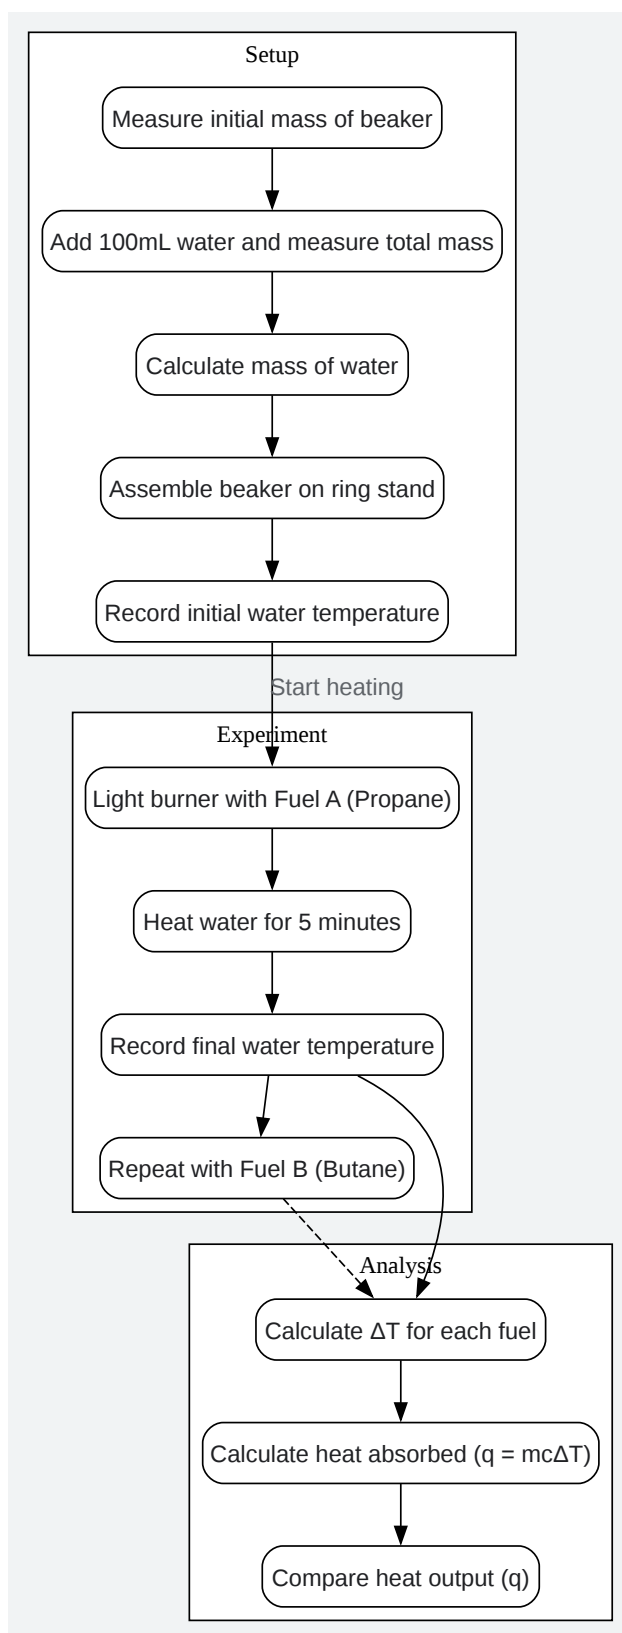 Setup
Measure initial mass of beaker
Add 100mL water and measure total mass
Calculate mass of water
Assemble beaker on ring stand
Record initial water temperature
Start heating
Experiment
Light burner with Fuel A (Propane)
Heat water for 5 minutes
Record final water temperature
Repeat with Fuel B (Butane)
Analysis
Calculate ΔT for each fuel
Calculate heat absorbed (q = mcΔT)
Compare heat output (q)